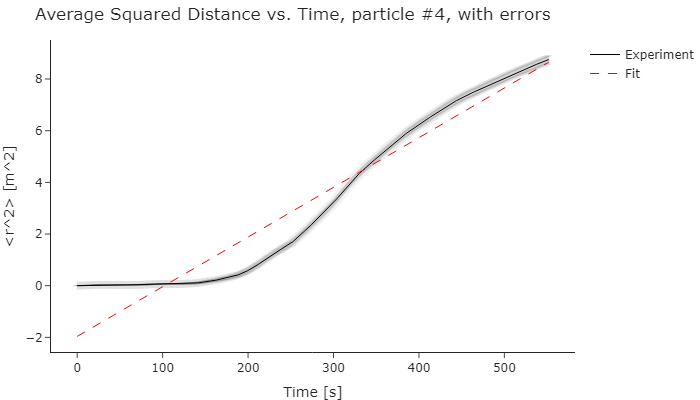 Average Squared Distance vs. Time, particle #4, with errors
Experiment
Fit
<r^2> [m^2]
8
6
4
2
0
−2
0
100
200
300
400
500
Time [s]